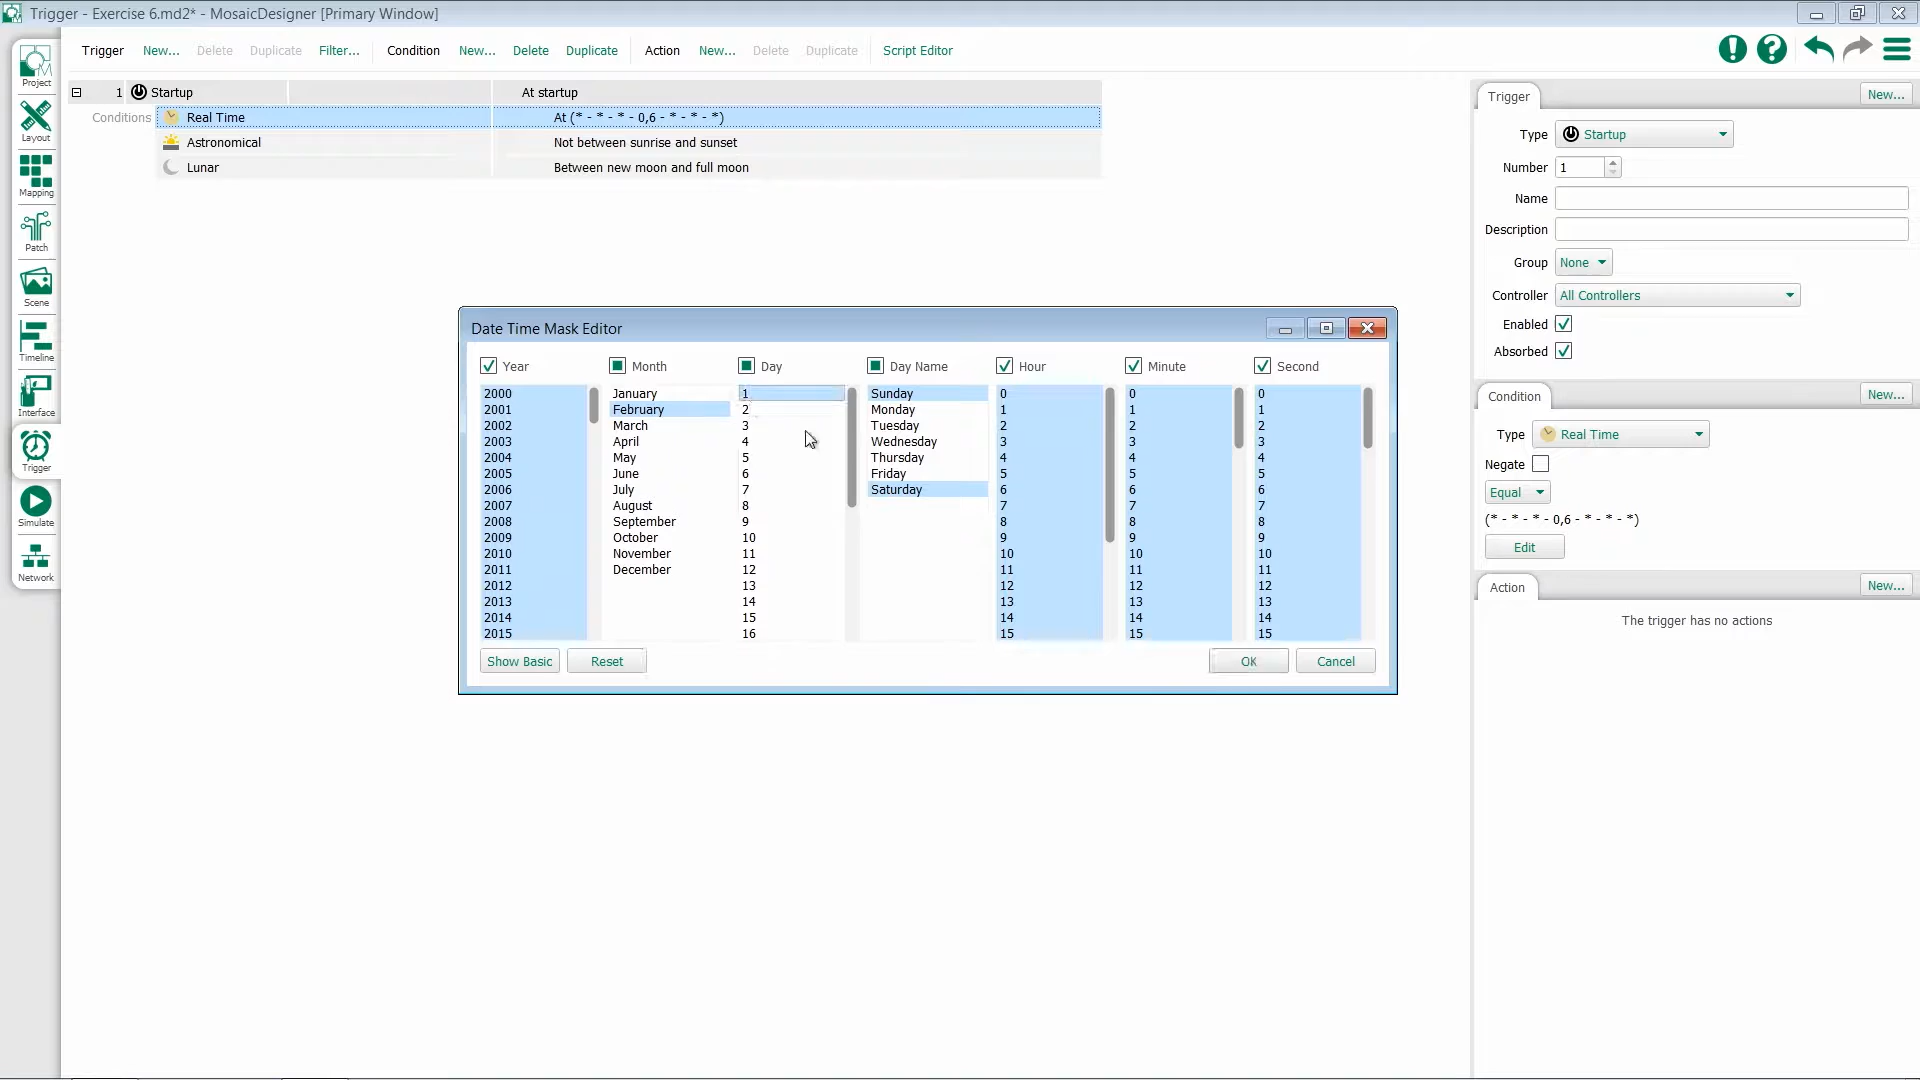 Trigger - Exercise 6.md2* - MosaicDesigner [Primary Window]
Trigger New... Delete Duplicate Filter... Condition New... Delete Duplicate Action New... Delete Duplicate Script Editor
Project
Layout
Mapping
Patch
Scene
Timeline
Interface
Trigger
Simulate
Network
1 Startup At startup
Conditions Real Time At (* - * - * - 0,6 - * - * - *)
Astronomical Not between sunrise and sunset
Lunar Between new moon and full moon
Date Time Mask Editor
Year Month Day Day Name Hour Minute Second
2000 January 1 Sunday 0 0 0
2001 February 2 Monday 1 1 1
2002 March 3 Tuesday 2 2 2
2003 April 4 Wednesday 3 3 3
2004 May 5 Thursday 4 4 4
2005 June 6 Friday 5 5 5
2006 July 7 Saturday 6 6 6
2007 August 8 7 7 7
2008 September 9 8 8 8
2009 October 10 9 9 9
2010 November 11 10 10 10
2011 December 12 11 11 11
2012 13 12 12 12
2013 14 13 13 13
2014 15 14 14 14
2015 16 15 15 15
Show Basic Reset OK Cancel
Trigger New...
Type Startup
Number 1
Name
Description
Group None
Controller All Controllers
Enabled
Absorbed
Condition New...
Type Real Time
Negate
Equal
(* - * - * - 0,6 - * - * - *)
Edit
Action New...
The trigger has no actions